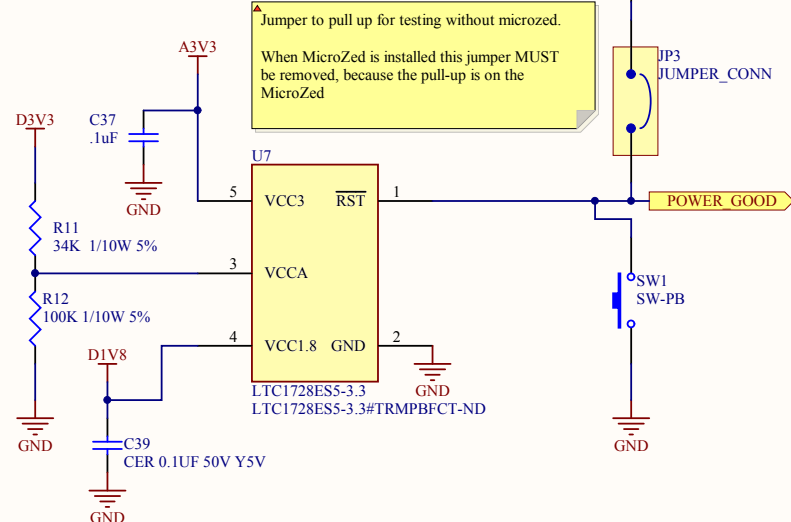 Jumper to pull up for testing without microzed.
When MicroZed is installed this jumper MUST
be removed, because the pull-up is on the
MicroZed
A3V3
JP3
JUMPER_CONN
C37
.1uF
D3V3
GND
U7
5
VCC3
RST
1
POWER_GOOD
R11
34K 1/10W 5%
3
VCCA
SW1
SW-PB
R12
100K 1/10W 5%
4
VCC1.8
GND
2
D1V8
GND
LTC1728ES5-3.3
LTC1728ES5-3.3#TRMPBFCT-ND
GND
GND
C39
CER 0.1UF 50V Y5V
GND